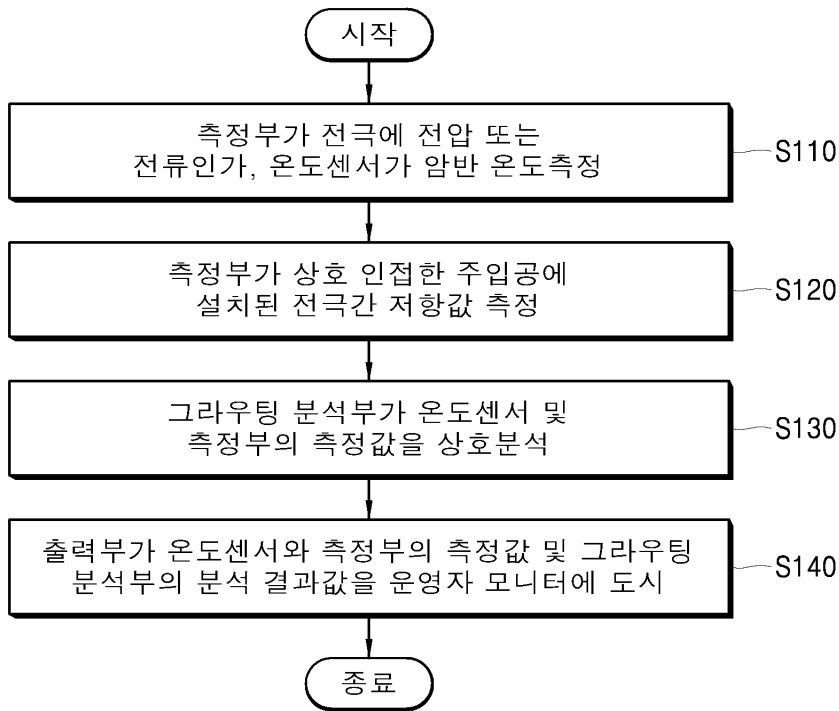 시작
측정부가 전극에 전압 또는
전류인가, 온도센서가 암반 온도측정
S110
측정부가 상호 인접한 주입공에
설치된 전극간 저항값 측정
S120
그라우팅 분석부가 온도센서 및
측정부의 측정값을 상호분석
S130
출력부가 온도센서와 측정부의 측정값 및 그라우팅
분석부의 분석 결과값을 운영자 모니터에 도시
S140
종료